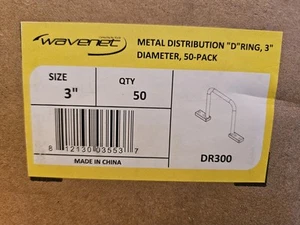 wavenet
METAL DISTRIBUTION "D"RING, 3"
DIAMETER, 50-PACK
SIZE
QTY
3"
50
8 12130 03553 7
MADE IN CHINA
DR300